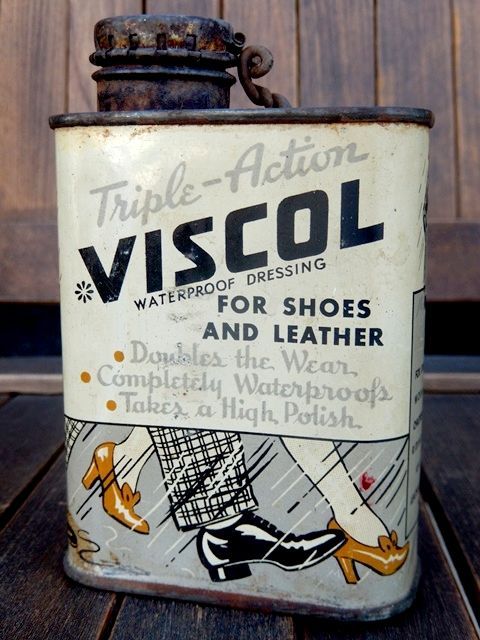 Triple-Action
*VISCOL
WATERPROOF DRESSING
FOR SHOES
AND LEATHER
• Doubles the Wear
• Completely Waterproofs
• Takes a High Polish